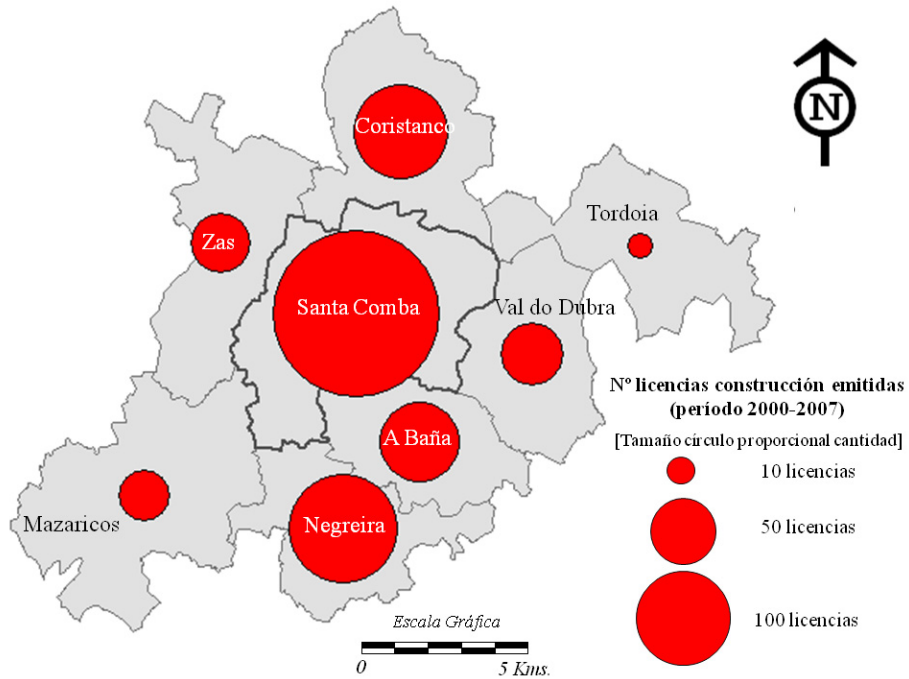 Coristanco
N
Tordoia
Zas
Santa Comba
Val do Dubra
Nº licencias construcción emitidas
(período 2000-2007)
[Tamaño círculo proporcional cantidad]
A Baña
10 licencias
Mazaricos
Negreira
50 licencias
100 licencias
Escala Gráfica
0 5 Kms.